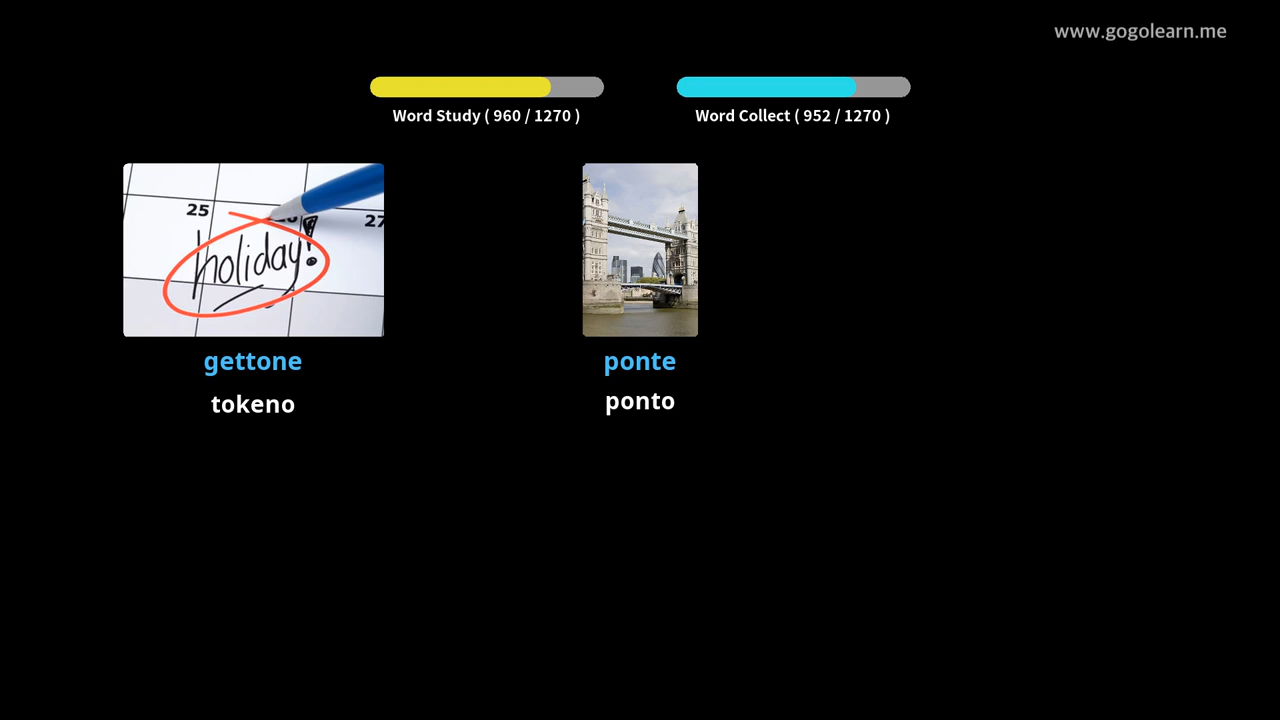 www.gogolearn.me
Word Study ( 960 / 1270 )
Word Collect ( 952 / 1270 )
25
27
holiday!
gettone
ponte
tokeno
ponto